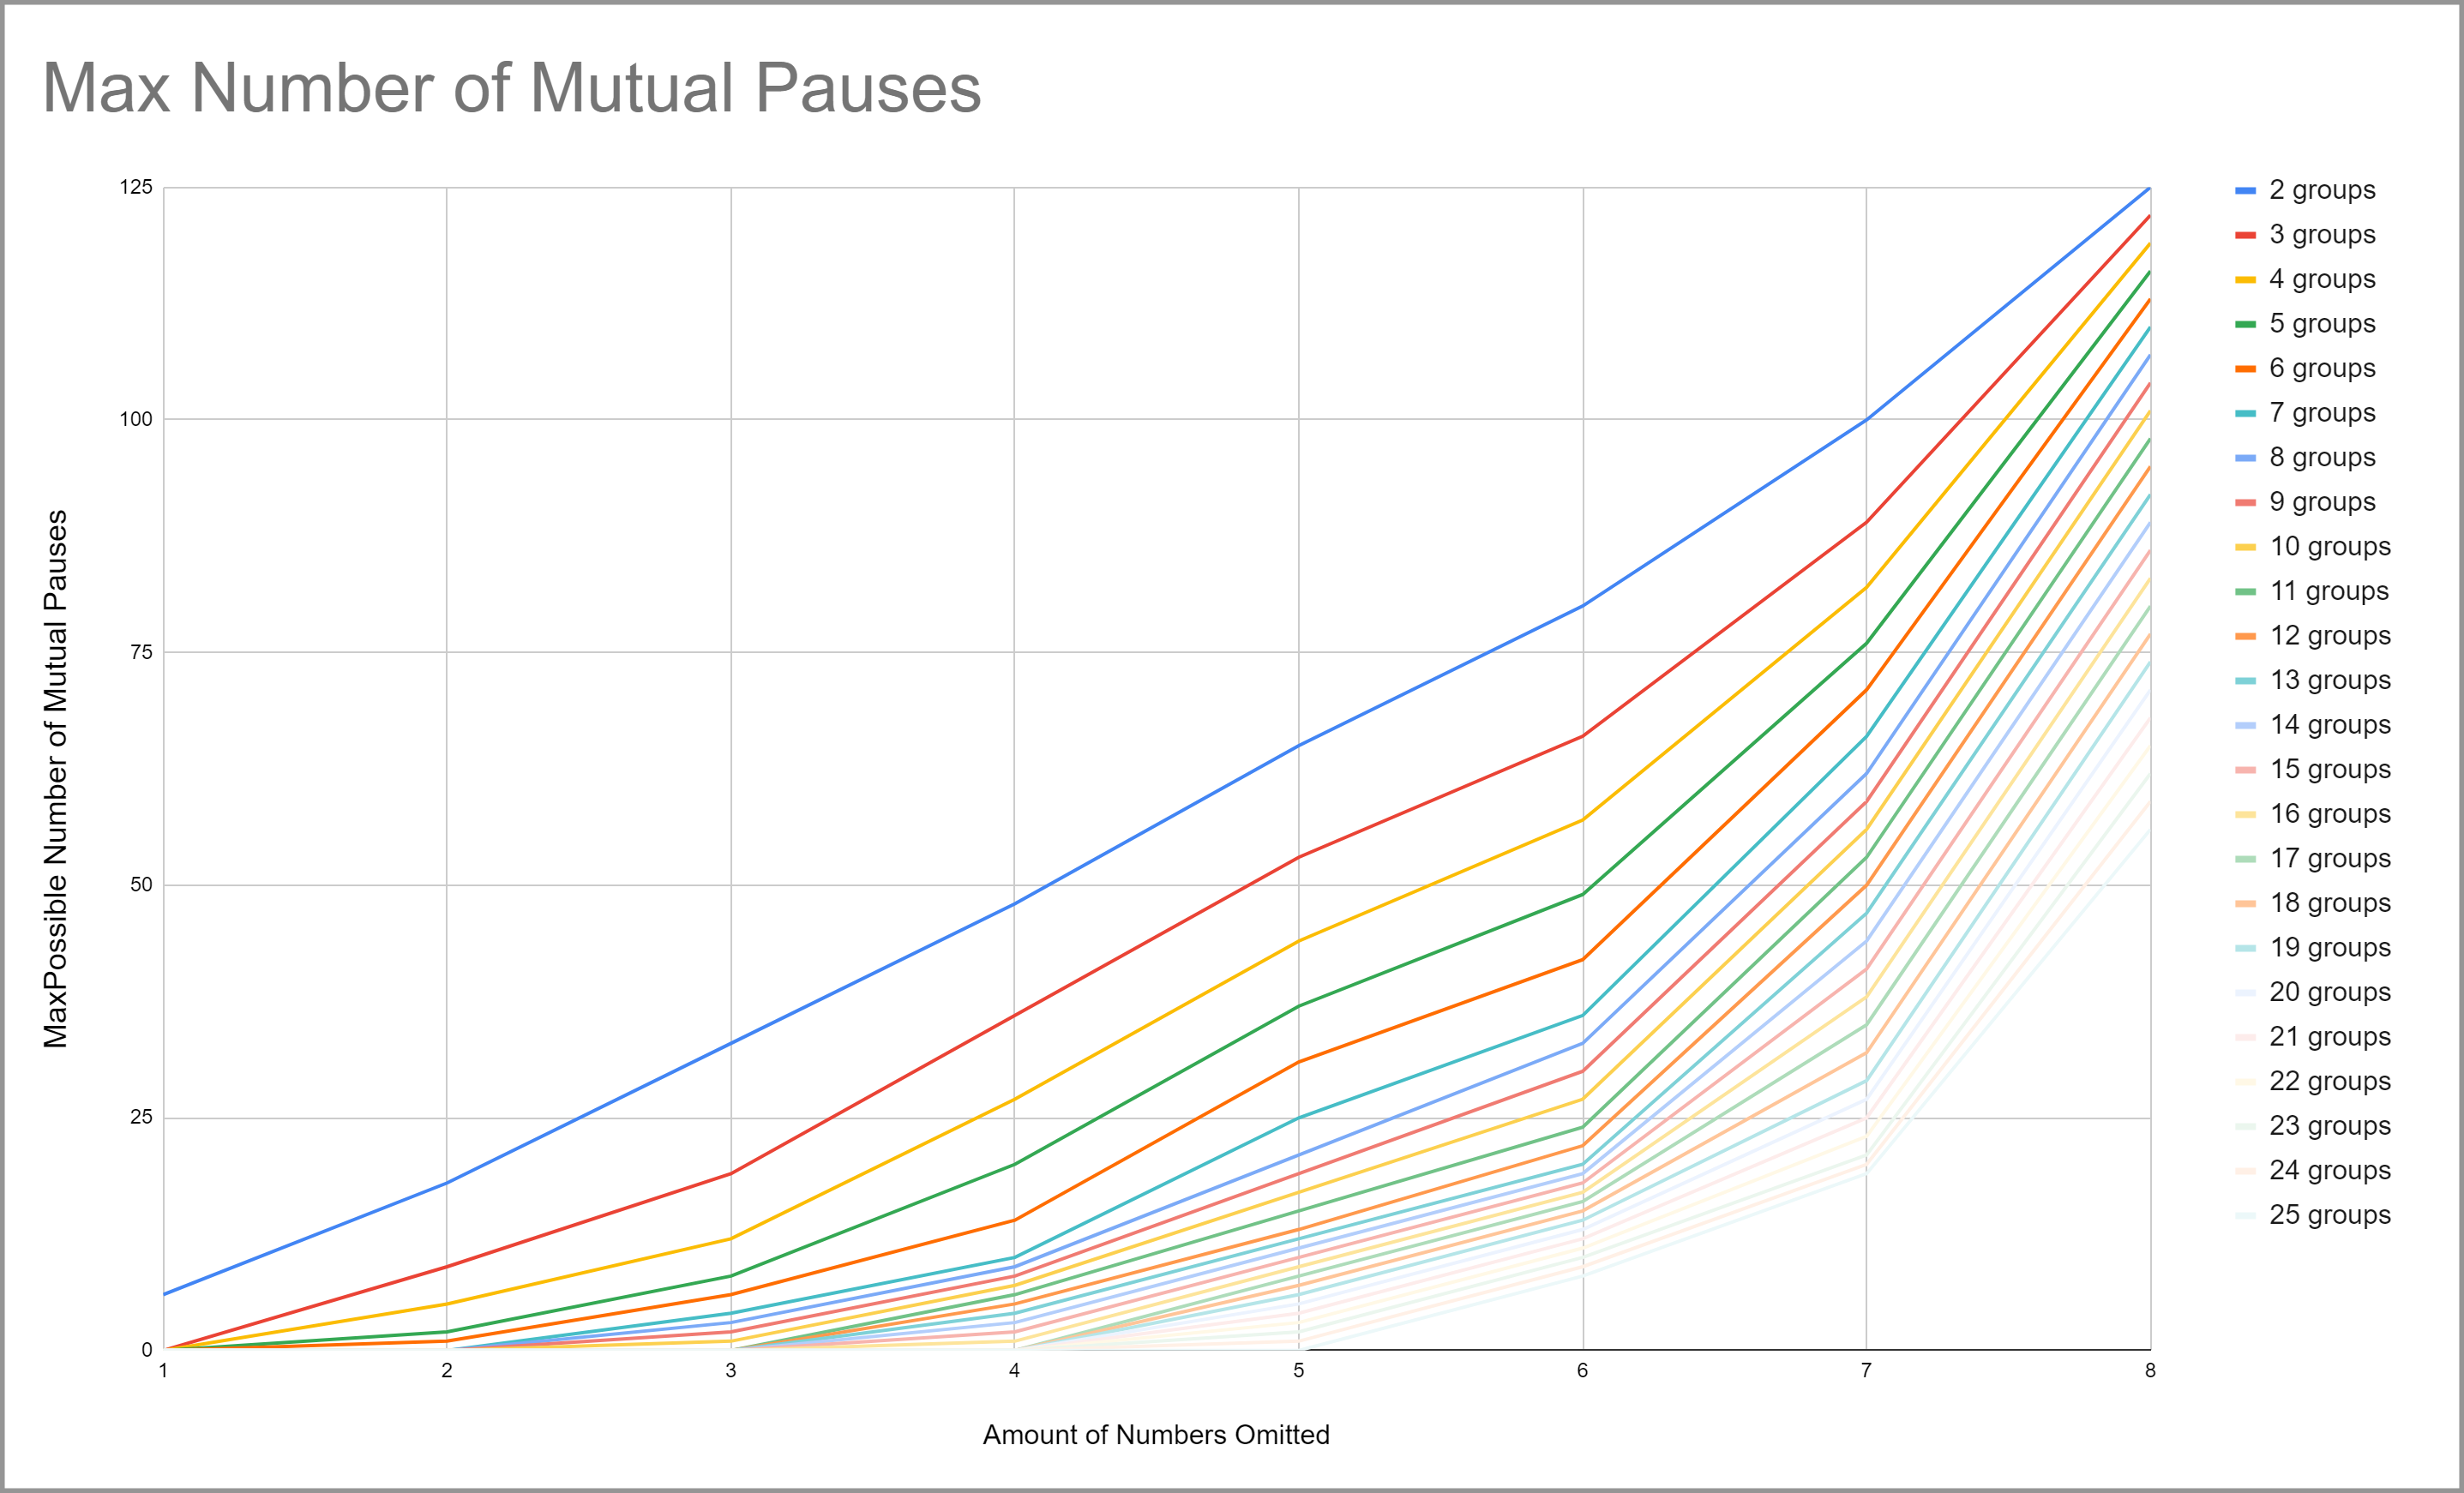 Max Number of Mutual Pauses
MaxPossible Number of Mutual Pauses
125
100
75
50
25
0
1 2 3 4 5 6 7 8
Amount of Numbers Omitted
2 groups
3 groups
4 groups
5 groups
6 groups
7 groups
8 groups
9 groups
10 groups
11 groups
12 groups
13 groups
14 groups
15 groups
16 groups
17 groups
18 groups
19 groups
20 groups
21 groups
22 groups
23 groups
24 groups
25 groups